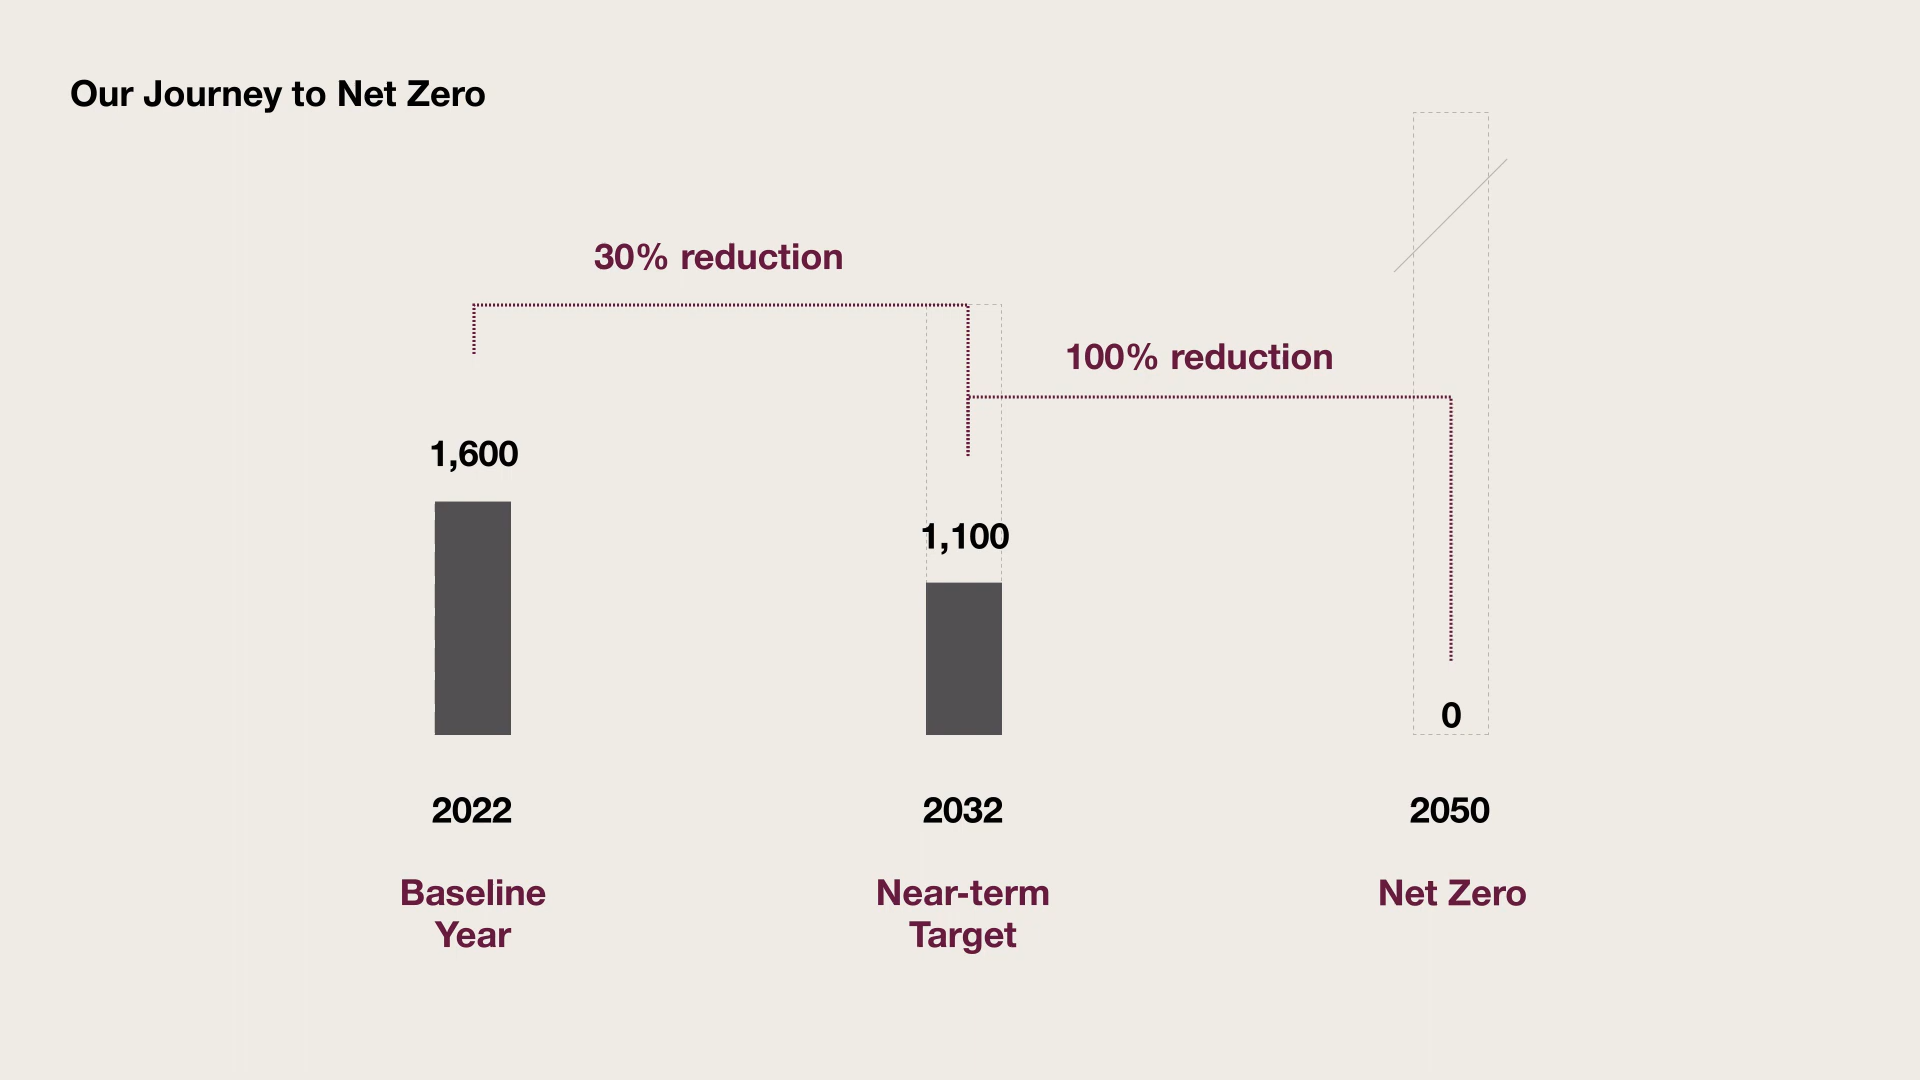 Our Journey to Net Zero
30% reduction
100% reduction
1,600
1,100
0
2022
2032
2050
Baseline
Year
Near-term
Target
Net Zero